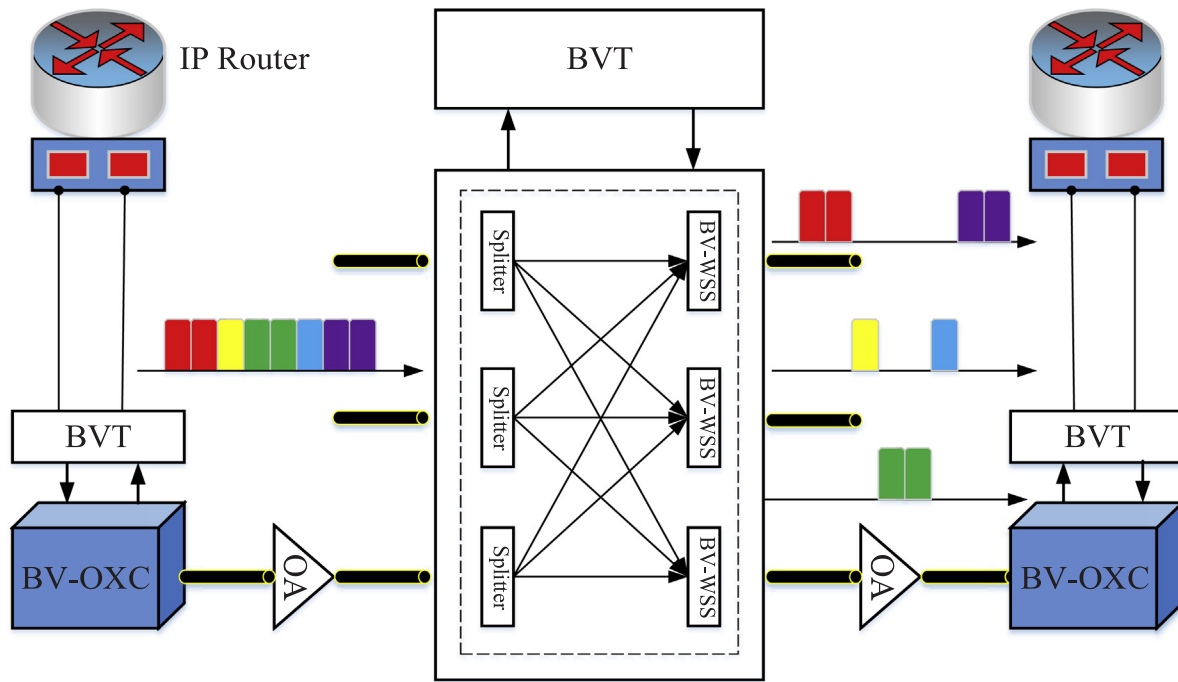 IP Router
BVT
Splitter
BV-WSS
Splitter
BV-WSS
BVT
BVT
Splitter
BV-WSS
BV-OXC
OA
OA
BV-OXC